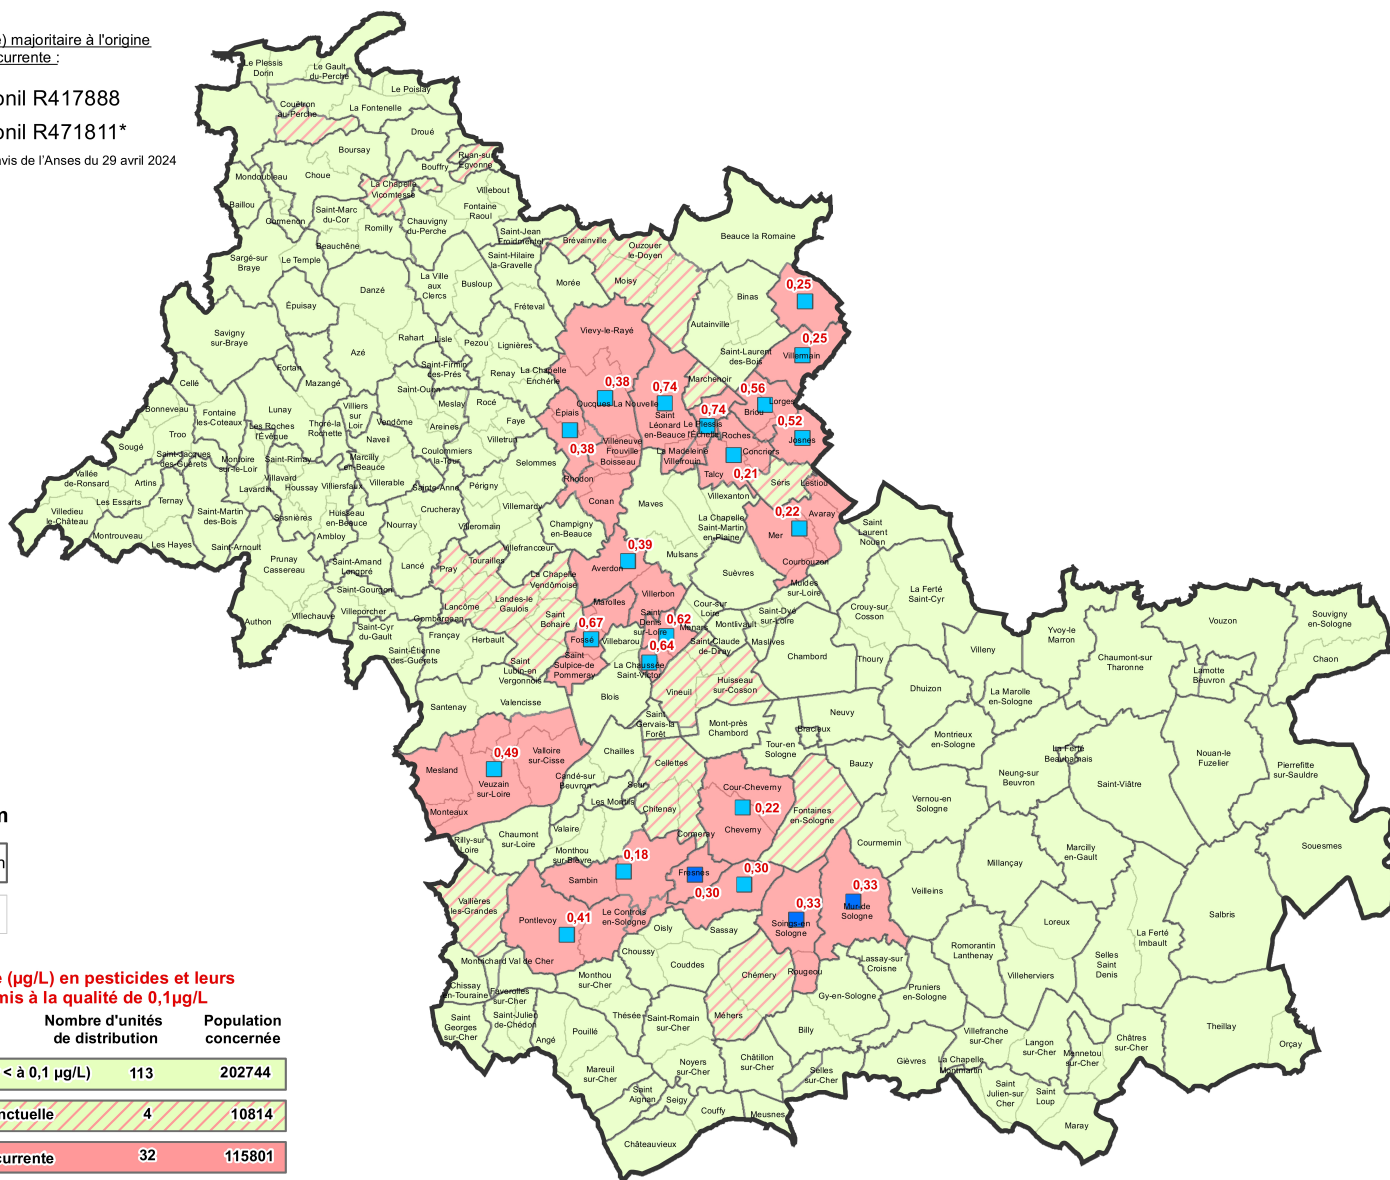 ) majoritaire à l'origine
currente :
onil R417888
onil R471811*
avis de l'Anses du 29 avril 2024
Le Plessis
Dorin
Le Gault
du-Perche
Le Poislay
Couëtron
au-Perche
La Fontenelle
Droué
Boursay
Bouffry
Ruan-sur
Egvonne
Mondoubleau
Choue
La Chapelle
Vicomtesse
Villebout
Baillou
Cormenon
Saint-Marc
du-Cor
Romilly
Chauvigny
du-Perche
Fontaine
Raoul
Beauchêne
Saint-Jean
Froidmentel
Brévainville
Ouzouer
le-Doyen
Beauce la Romaine
Sargé-sur
Braye
Le Temple
Saint-Hilaire
la-Gravelle
Danzé
La Ville
aux
Clercs
Busloup
Morée
Moisy
0,25
Binas
Épuisay
Fréteval
Autainville
Savigny
sur-Braye
Vievy-le-Rayé
0,25
Rahart
Lisle
Pezou
Lignières
Saint-Laurent
des-Bois
Villermain
Azé
Fortan
Saint-Firmin
des-Prés
Renay
La Chapelle
Enchérie
0,38
0,74
Marchenoir
0,56
Cellé
Mazangé
Saint-Ouen
Bonneveau
Fontaine
les-Coteaux
Lunay
Villiers
sur
Loir
Meslay
Rocé
Oucques La Nouvelle
Lorges
Briou
Épiais
Saint
Léonard
en-Beauce
0,74
Le Plessis
l'Échelle
0,52
Les Roches
l'Évêque
Thoré-la
Rochette
Vendôme
Areines
Faye
Troo
Naveil
Villetrun
Roches
Josnes
Sougé
Saint-Jacques
des-Guérets
Montoire
sur-le-Loir
Saint-Rimay
Marcilly
en-Beauce
Coulommiers
la-Tour
Selommes
0,38
Villeneuve
Frouville
Boisseau
La Madeleine
Villefrouin
Concriers
Talcy
0,21
Vallée
de-Ronsard
Artins
Lavardin
Villavard
Houssay
Villiersfaux
Villerable
Sainte-Anne
Périgny
Rhodon
Séris
Lestiou
Les Essarts
Ternay
Conan
Villexanton
Villedieu
le-Château
Saint-Martin
des-Bois
Sasnières
Huisseau
en-Beauce
Crucheray
Villemardy
Maves
0,22
Avaray
Montrouveau
Les Hayes
Saint-Arnoult
Ambloy
Nouray
Villeromain
Champigny
en-Beauce
La Chapelle
Saint-Martin
en-Plaine
Mer
Saint
Laurent
Nouan
Prunay
Cassereau
Saint-Amand
Longpré
Lancé
Villefrancœur
0,39
Mulsans
Courbouzon
Pray
Tourailles
Averdon
Suèvres
Muides
sur-Loire
Saint-Gourgon
La Chapelle
Vendômoise
Villerbon
La Ferté
Saint-Cyr
Authon
Villechauve
Villeporcher
Lancôme
Landes-le
Gaulois
Marolles
Cour-sur
Loire
Saint-Dyé
sur-Loire
Crouy-sur
Cosson
Gombergean
Saint
Bohaire
0,67
Saint
Denis
sur-Loire
0,62
Menars
Montlivault
Yvoy-le
Marron
Vouzon
Souvigny
en-Sologne
Saint-Cyr
du-Gault
Françay
Herbault
Fossé
Villebarou
0,64
Saint-Claude
de-Diray
Maslives
Chambord
Thoury
Villeny
Chaumont-sur
Tharonne
Chaon
Saint-Étienne
des-Guérets
Saint
Lubin-en
Vergonnois
Saint
Sulpice-de
Pommeray
La Chaussée
Saint-Victor
Lamotte
Beuvron
Vineuil
Huisseau
sur-Cosson
Dhuizon
La Marolle
en-Sologne
Santenay
Valencisse
Blois
Saint
Gervais-la
Forêt
Mont-près
Chambord
Neuvy
Bracieux
Montrieux
en-Sologne
0,49
Valloire
sur-Cisse
Chailles
Tour-en
Sologne
La Ferté
Beauharnais
Nouan-le
Fuzelier
Mesland
Cellettes
Bauzy
Neung-sur
Beuvron
Saint-Viâtre
Pierrefitte
sur-Sauldre
Veuzain
sur-Loire
Candé-sur
Beuvron
Seur
Cour-Cheverny
Les Montils
Chitenay
0,22
Fontaines
en-Sologne
Vernou-en
Sologne
Monteaux
Rilly-sur
Loire
Chaumont
sur-Loire
Valaire
Cormeray
Cheverny
Courmemin
Souesmes
Monthou
sur-Bièvre
0,18
Marcilly
en-Gault
Sambin
Fresnes
0,30
0,30
0,33
Millançay
Vallières
les-Grandes
0,33
Mur-de
Sologne
Veilleins
Pontlevoy
0,41
Le Controis
en-Sologne
Soings-en
Sologne
Salbris
Oisly
Sassay
Loreux
La Ferté
Imbault
Montrichard Val de Cher
Choussy
Couddes
Chémery
Rougeou
Lassay-sur
Croisne
Romorantin
Lanthenay
Selles
Saint
Denis
Chissay
en-Touraine
Faverolles
sur-Cher
Monthou
sur-Cher
Gy-en-Sologne
Pruniers
en-Sologne
Villeherviers
Saint
Georges
sur-Cher
Saint-Julien
de-Chédon
Thésée
Saint-Romain
sur-Cher
Méhers
Billy
Theillay
Angé
Pouillé
Villefranche
sur-Cher
Langon
sur-Cher
Châtres
sur-Cher
Orçay
Mareuil
sur-Cher
Noyers
sur-Cher
Châtillon
sur-Cher
Selles
sur-Cher
Gièvres
La Chapelle
Montmartin
Mennetou
sur-Cher
Saint
Aignan
Seigy
Saint
Julien-sur
Cher
Saint
Loup
Couffy
Meusnes
Maray
Châteauvieux
e (µg/L) en pesticides et leurs
mis à la qualité de 0,1µg/L
Nombre d'unités
de distribution
Population
concernée
< à 0,1 µg/L) 113 202744
nctuelle 4 10814
currente 32 115801